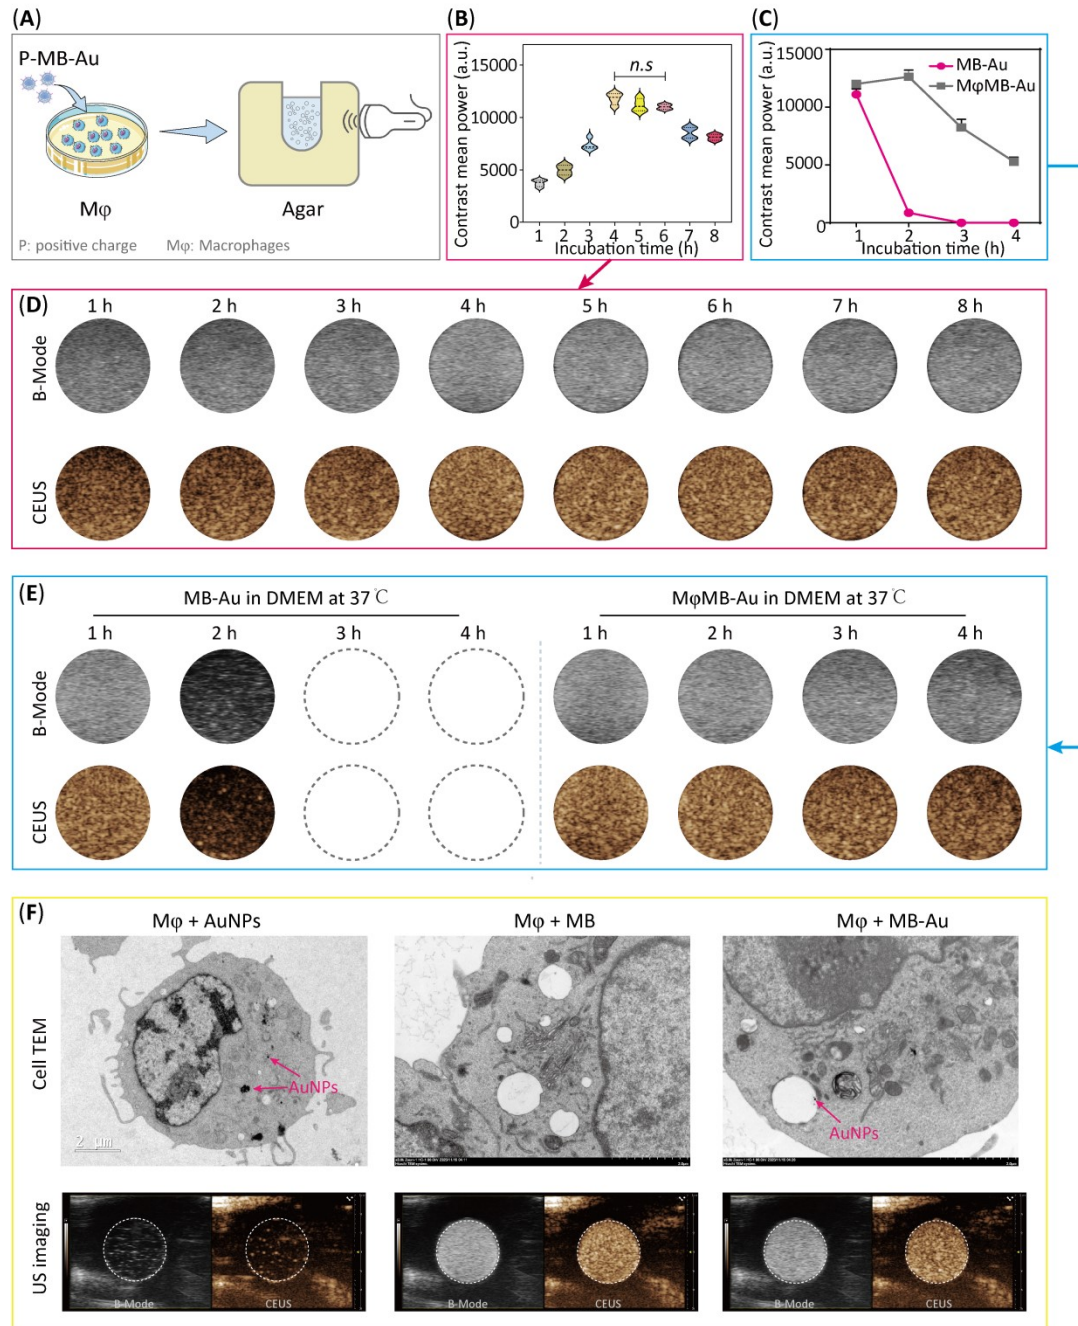 (A)
P-MB-Au
Mφ
Agar
P: positive charge Mφ: Macrophages
(B)
Contrast mean power (a.u.)
15000
10000
5000
0
n.s
1 2 3 4 5 6 7 8
Incubation time (h)
(C)
Contrast mean power (a.u.)
15000
10000
5000
0
MB-Au
MφMB-Au
1 2 3 4
Incubation time (h)
(D)
1 h 2 h 3 h 4 h 5 h 6 h 7 h 8 h
B-Mode
CEUS
(E)
MB-Au in DMEM at 37℃ MφMB-Au in DMEM at 37℃
1 h 2 h 3 h 4 h 1 h 2 h 3 h 4 h
B-Mode
CEUS
(F)
Mφ + AuNPs Mφ + MB Mφ + MB-Au
Cell TEM
AuNPs
2 μm
AuNPs
US imaging
B-Mode CEUS B-Mode CEUS B-Mode CEUS